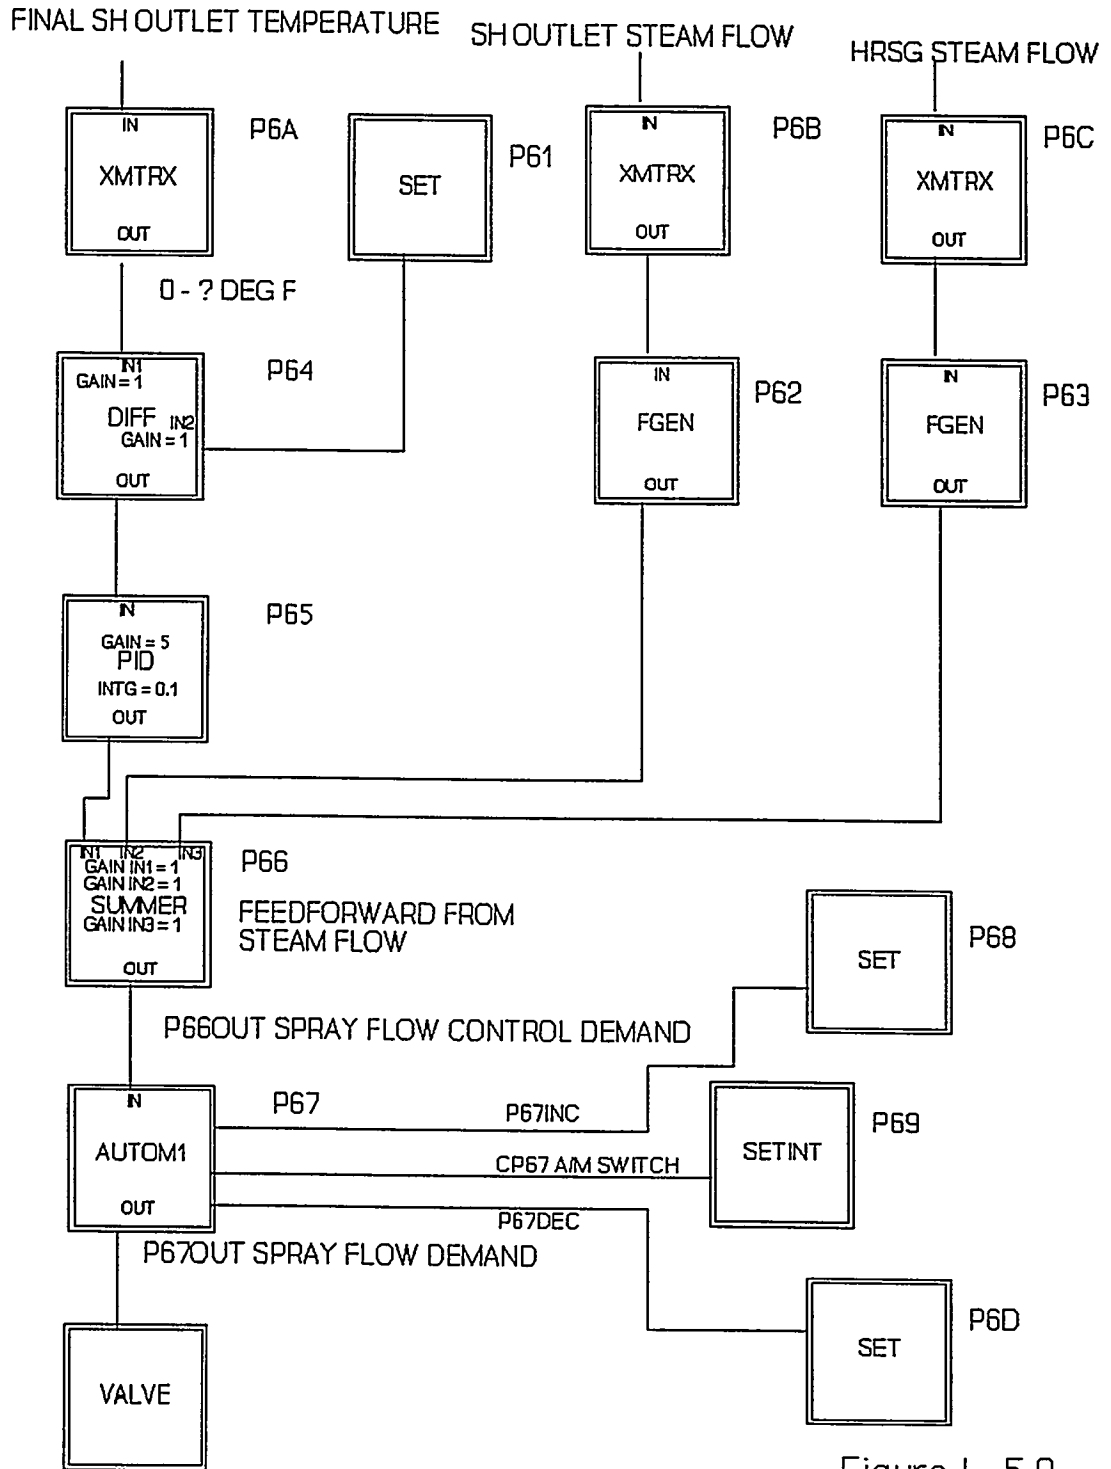 FINAL SH OUTLET TEMPERATURE
SH OUTLET STEAM FLOW
HRSG STEAM FLOW
IN
XMTRX
OUT
P6A
SET
P61
IN
XMTRX
OUT
P6B
IN
XMTRX
OUT
P6C
0 - ? DEG F
IN1
GAIN = 1
DIFF IN2
GAIN = 1
OUT
P64
IN
FGEN
OUT
P62
IN
FGEN
OUT
P63
IN
GAIN = 5
PID
INTG = 0.1
OUT
P65
IN1 IN2 IN3
GAIN IN1 = 1
GAIN IN2 = 1
SUMMER
GAIN IN3 = 1
OUT
P66
FEEDFORWARD FROM
STEAM FLOW
SET
P68
P66OUT SPRAY FLOW CONTROL DEMAND
IN
AUTOM1
OUT
P67
P67INC
CP67 A/M SWITCH
P67DEC
SETINT
P69
P67OUT SPRAY FLOW DEMAND
SET
P6D
VALVE